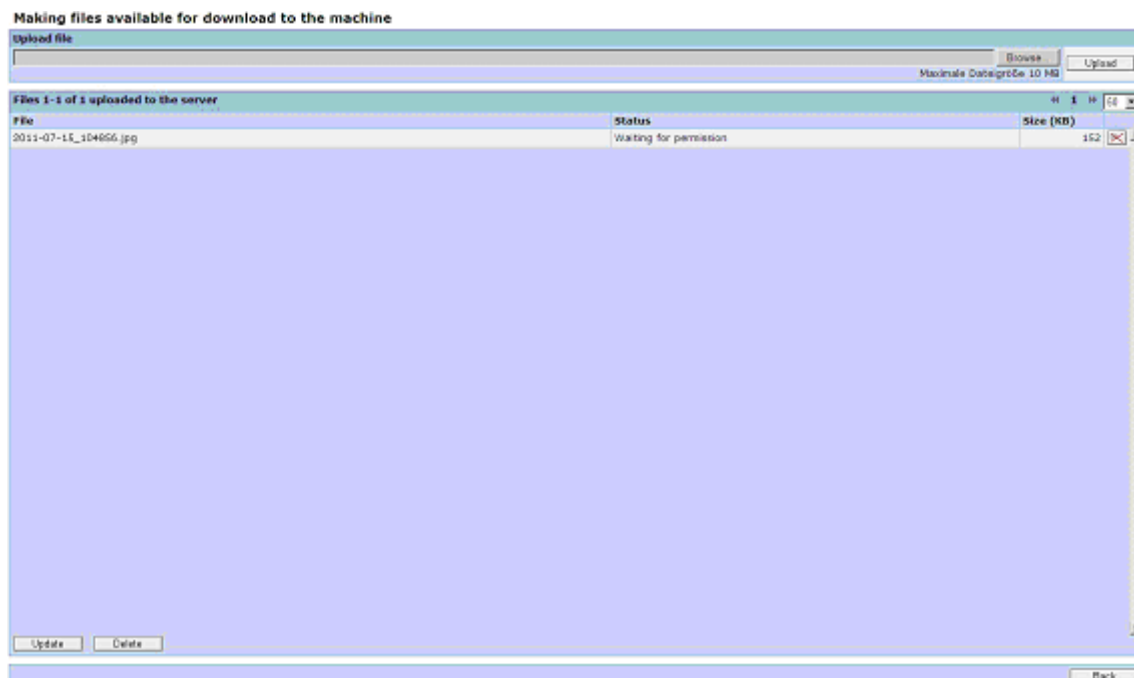 Making files available for download to the machine
Upload file
Browse...
Maximale Dateigröße 10 MB
Upload
Files 1-1 of 1 uploaded to the server
1
60
File Status Size (KB)
2011-07-15_104856.jpg Waiting for permission 152
Update Delete
Back